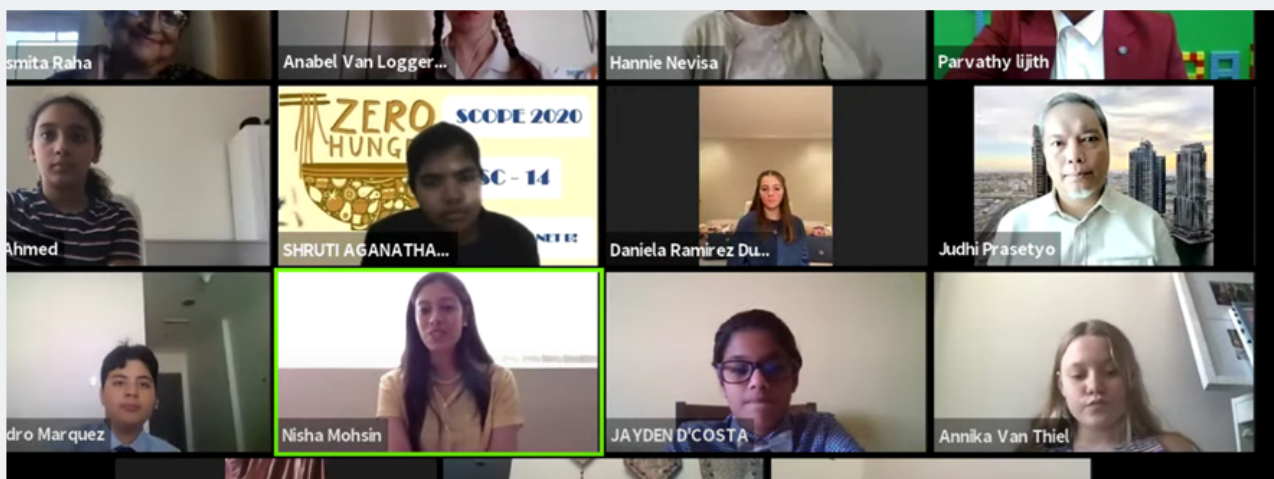 smita Raha
Anabel Van Logger...
Hannie Nevisa
Parvathy lijith
Ahmed
ZERO
HUNG
SCOPE 2020
SC - 14
NET B:
SHRUTI AGANATHA...
Daniela Ramirez Du...
Judhi Prasetyo
dro Marquez
Nisha Mohsin
JAYDEN D'COSTA
Annika Van Thiel